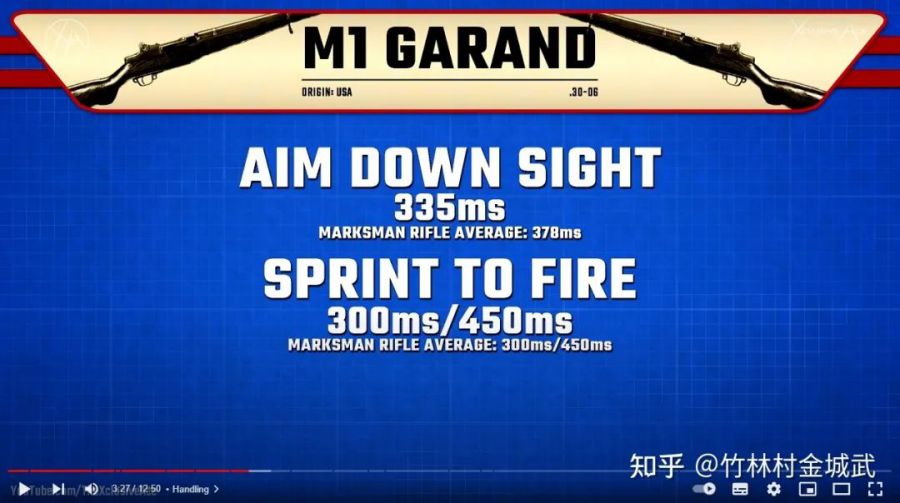 M1 GARAND
ORIGIN: USA
.30-06
AIM DOWN SIGHT
335ms
MARKSMAN RIFLE AVERAGE: 378ms
SPRINT TO FIRE
300ms/450ms
MARKSMAN RIFLE AVERAGE: 300ms/450ms
知乎 @竹林村金城武
3:27 / 12:50 • Handling >